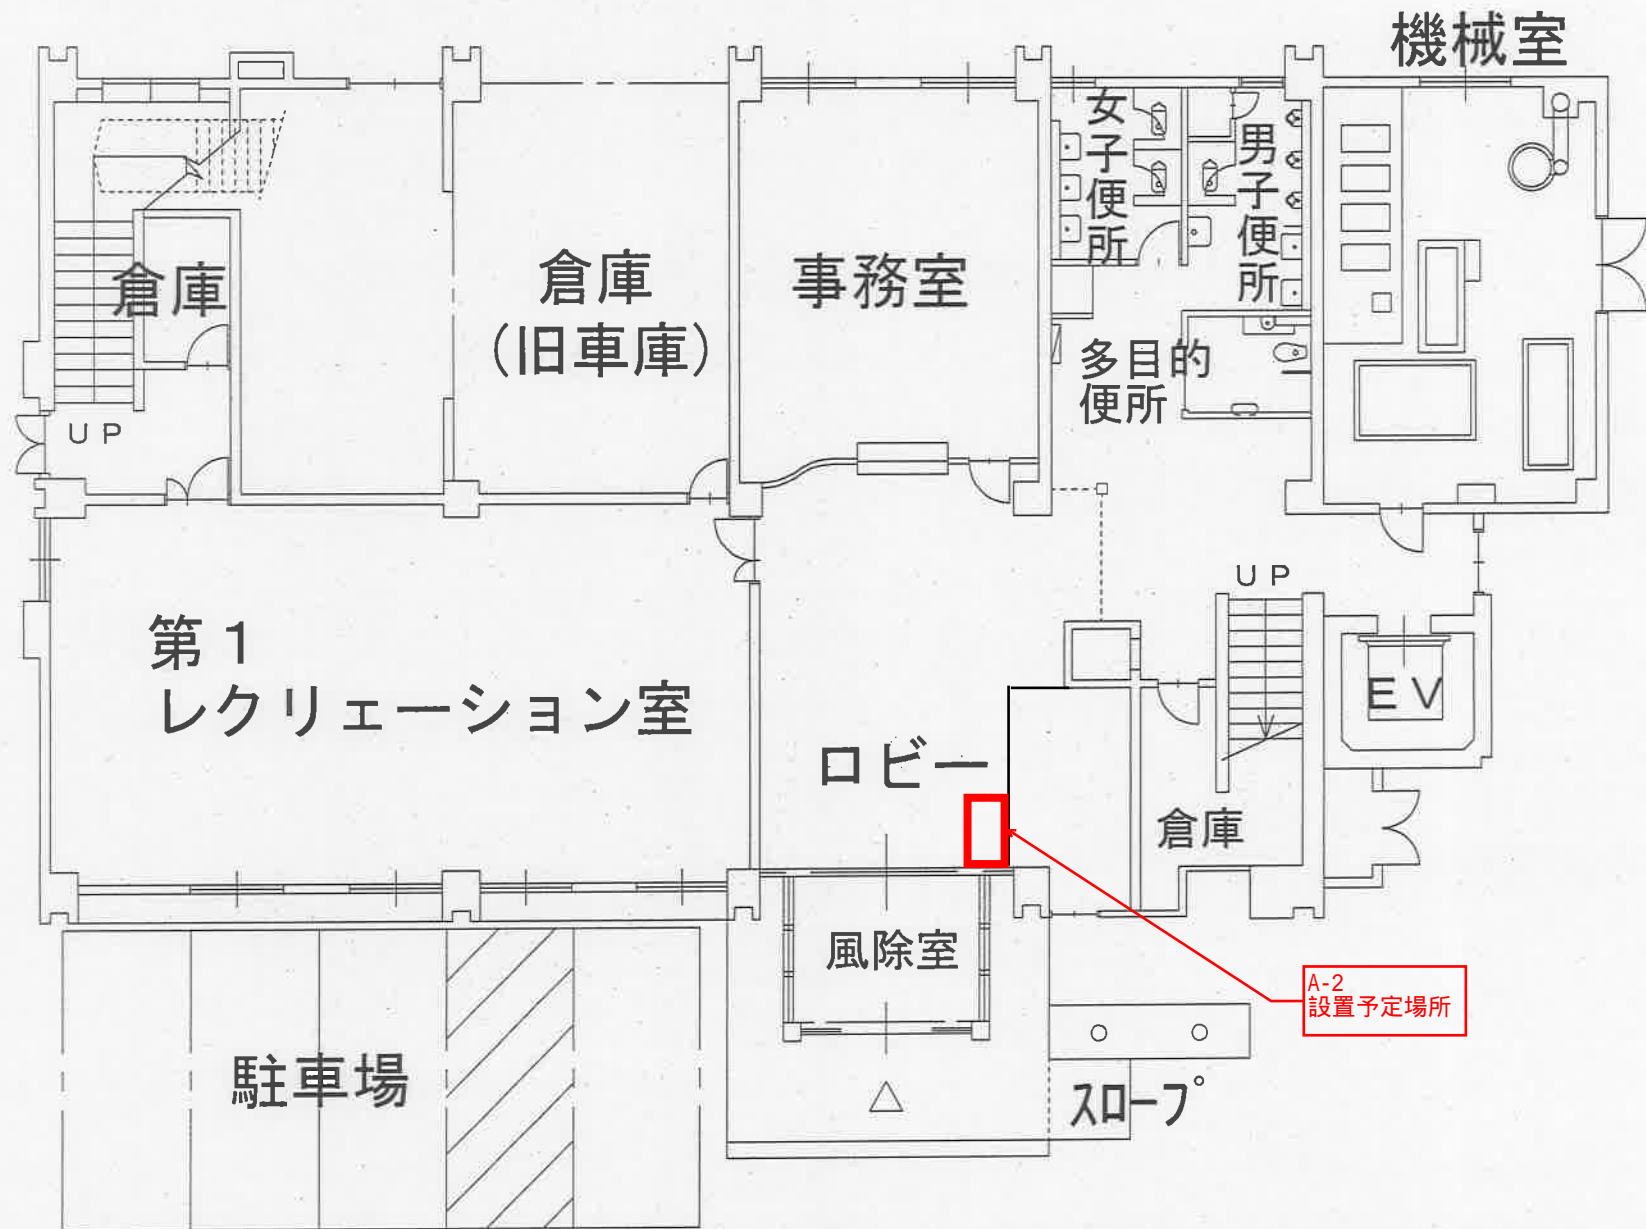 機械室
女子便所
男子便所
倉庫
倉庫
(旧車庫)
事務室
多目的
便所
UP
UP
第1
レクリェーション室
EV
ロビー
倉庫
風除室
A-2
設置予定場所
駐車場
スロープ